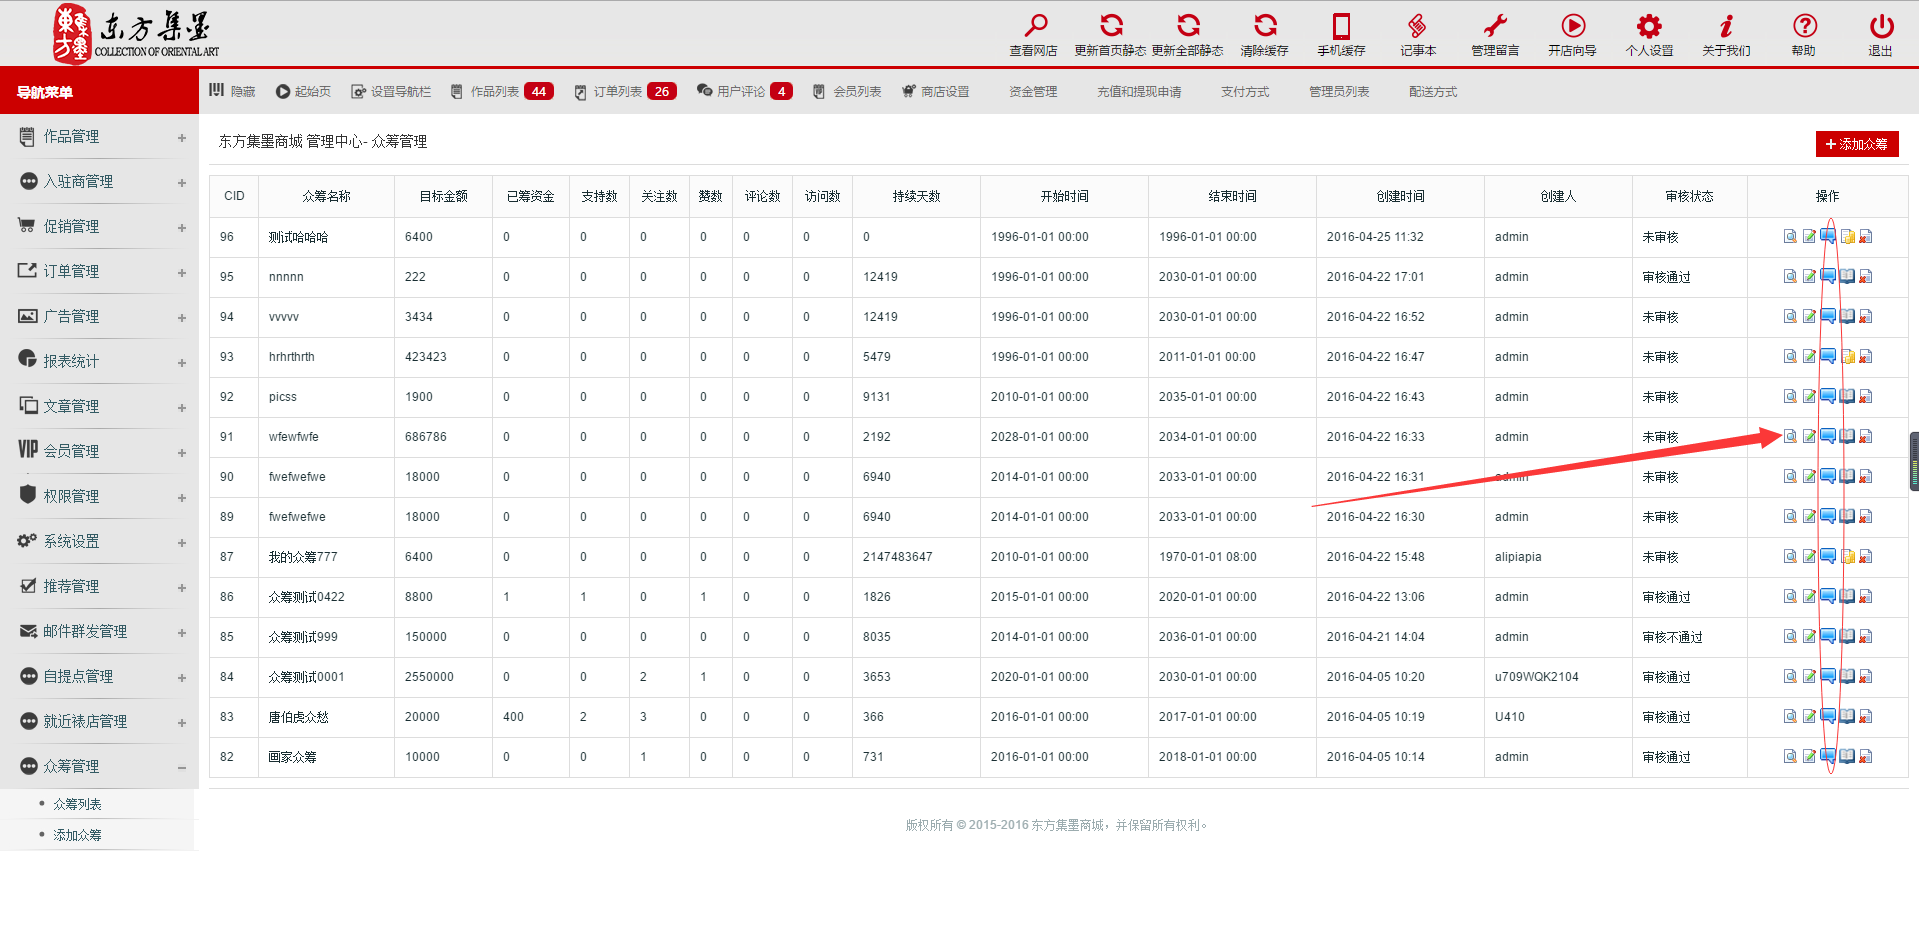 東方集墨 东方集墨
COLLECTION OF ORIENTAL ART
查看网店 更新首页静态 更新全部静态 清除缓存 手机缓存 记事本 管理留言 开店向导 个人设置 关于我们 帮助 退出
导航菜单
隐藏 起始页 设置导航栏 作品列表 44 订单列表 26 用户评论 4 会员列表 商店设置 资金管理 充值和提现申请 支付方式 管理员列表 配送方式
作品管理 +
入驻商管理 +
促销管理 +
订单管理 +
广告管理 +
报表统计 +
文章管理 +
VIP 会员管理 +
权限管理 +
系统设置 +
推荐管理 +
邮件群发管理 +
自提点管理 +
就近裱店管理 +
众筹管理 −
• 众筹列表
• 添加众筹
东方集墨商城 管理中心- 众筹管理
+ 添加众筹
CID 众筹名称 目标金额 已筹资金 支持数 关注数 赞数 评论数 访问数 持续天数 开始时间 结束时间 创建时间 创建人 审核状态 操作
96 测试哈哈哈 6400 0 0 0 0 0 0 0 1996-01-01 00:00 1996-01-01 00:00 2016-04-25 11:32 admin 未审核
95 nnnnn 222 0 0 0 0 0 0 12419 1996-01-01 00:00 2030-01-01 00:00 2016-04-22 17:01 admin 审核通过
94 vvvvv 3434 0 0 0 0 0 0 12419 1996-01-01 00:00 2030-01-01 00:00 2016-04-22 16:52 admin 未审核
93 hrhrthrth 423423 0 0 0 0 0 0 5479 1996-01-01 00:00 2011-01-01 00:00 2016-04-22 16:47 admin 未审核
92 picss 1900 0 0 0 0 0 0 9131 2010-01-01 00:00 2035-01-01 00:00 2016-04-22 16:43 admin 未审核
91 wfewfwfe 686786 0 0 0 0 0 0 2192 2028-01-01 00:00 2034-01-01 00:00 2016-04-22 16:33 admin 未审核
90 fwefwefwe 18000 0 0 0 0 0 0 6940 2014-01-01 00:00 2033-01-01 00:00 2016-04-22 16:31 admin 未审核
89 fwefwefwe 18000 0 0 0 0 0 0 6940 2014-01-01 00:00 2033-01-01 00:00 2016-04-22 16:30 admin 未审核
87 我的众筹777 6400 0 0 0 0 0 0 2147483647 2010-01-01 00:00 1970-01-01 08:00 2016-04-22 15:48 alipiapia 未审核
86 众筹测试0422 8800 1 1 0 1 0 0 1826 2015-01-01 00:00 2020-01-01 00:00 2016-04-22 13:06 admin 审核通过
85 众筹测试999 150000 0 0 0 0 0 0 8035 2014-01-01 00:00 2036-01-01 00:00 2016-04-21 14:04 admin 审核不通过
84 众筹测试0001 2550000 0 0 2 1 0 0 3653 2020-01-01 00:00 2030-01-01 00:00 2016-04-05 10:20 u709WQK2104 审核通过
83 唐伯虎众愁 20000 400 2 3 0 0 0 366 2016-01-01 00:00 2017-01-01 00:00 2016-04-05 10:19 U410 审核通过
82 画家众筹 10000 0 0 1 0 0 0 731 2016-01-01 00:00 2018-01-01 00:00 2016-04-05 10:14 admin 审核通过
版权所有 © 2015-2016 东方集墨商城，并保留所有权利。